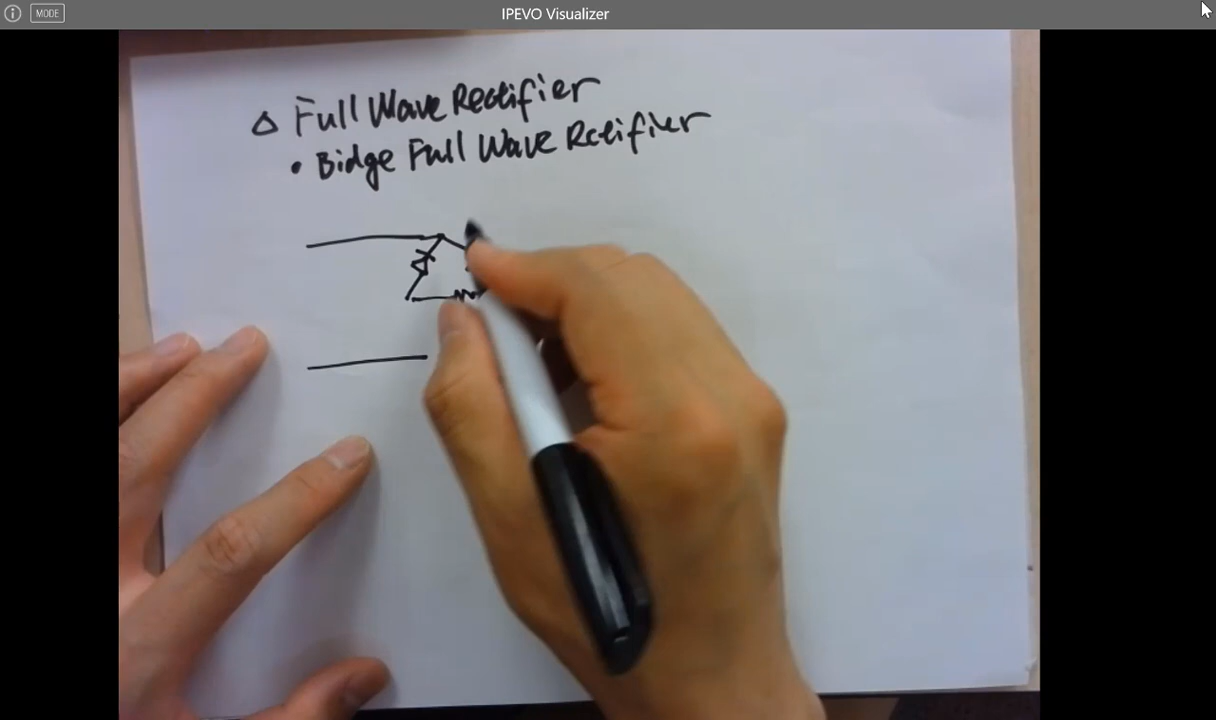 IPEVO Visualizer
MODE
△ Full Wave Rectifier
• Bidge Full Wave Rctifier